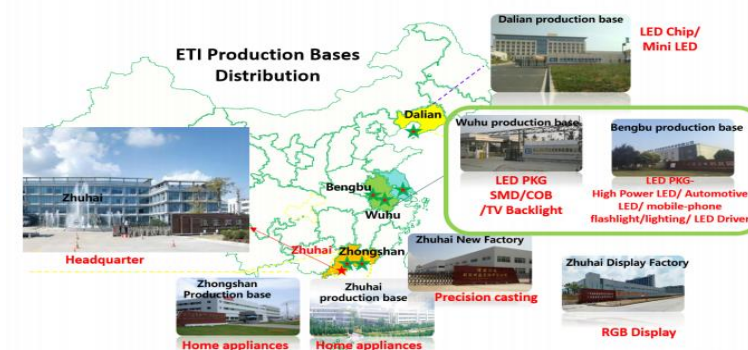 ETI Production Bases
Distribution
Dalian production base
LED Chip/
Mini LED
Dalian
Wuhu production base
LED PKG
SMD/COB
/TV Backlight
Bengbu production base
LED PKG-
High Power LED/ Automotive
LED/ mobile-phone
flashlight/lighting/ LED Driver
Zhuhai
Headquarter
Bengbu
Wuhu
Zhuhai
Zhongshan
Zhuhai New Factory
Precision casting
Zhuhai Display Factory
RGB Display
Zhongshan
Production base
Home appliances
Zhuhai
production base
Home appliances